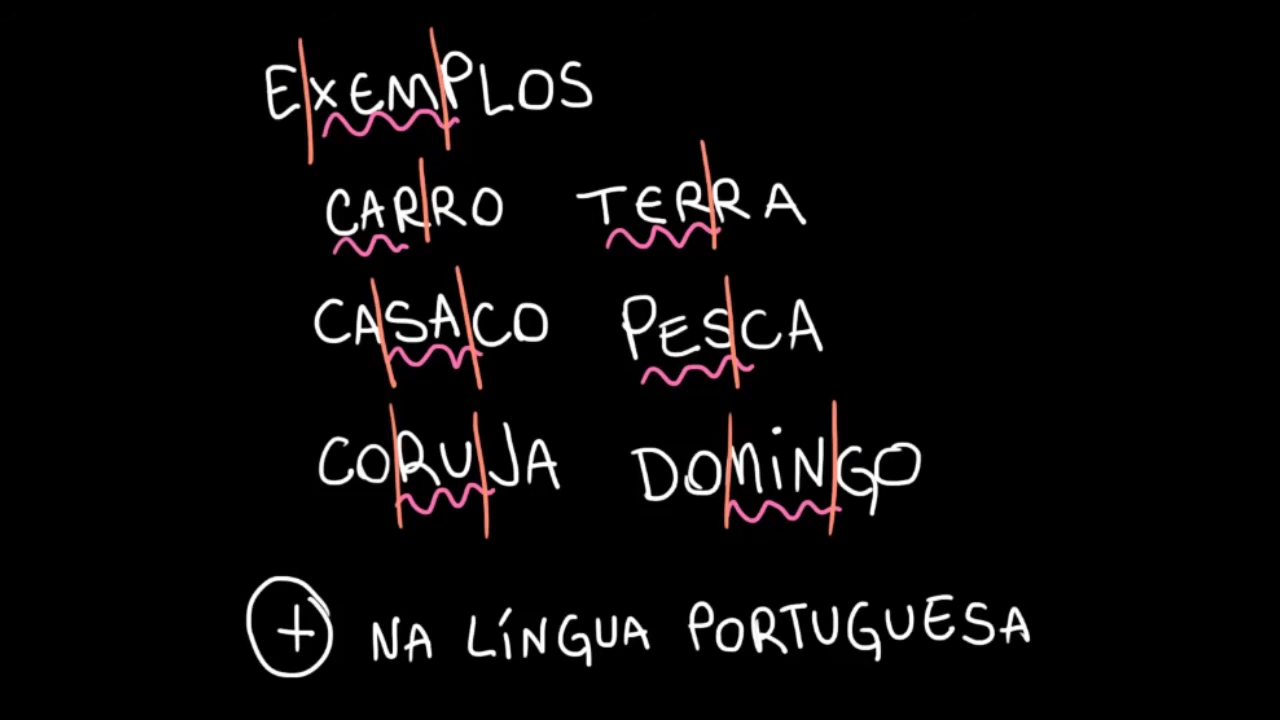 EXEMPLOS
CARRO TERRA
CASACO PESCA
CORUJA DOMINGO
+ NA LÍNGUA PORTUGUESA